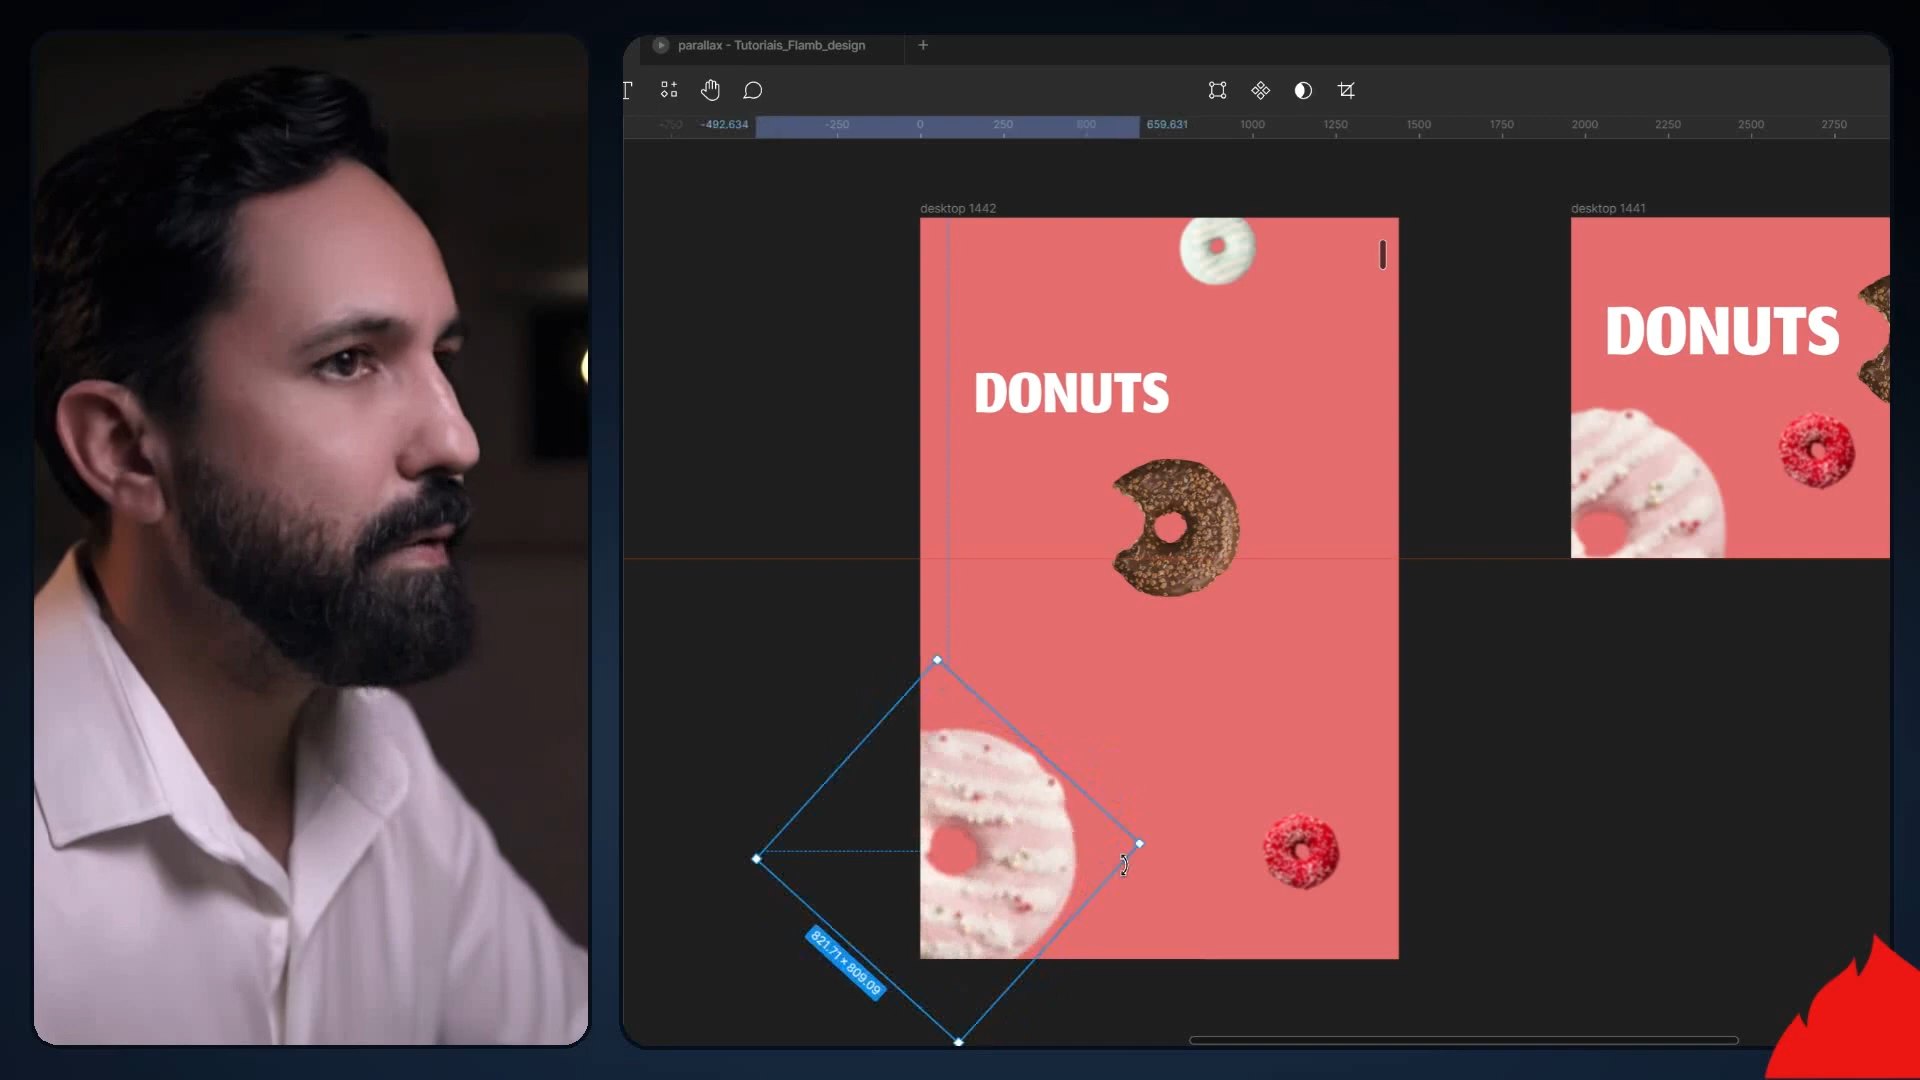 parallax - Tutoriais_Flamb_design
+
T
-750 -492.634 -250 0 250 500 659.631 1000 1250 1500 1750 2000 2250 2500 2750
desktop 1442
desktop 1441
DONUTS
DONUTS
821.71 × 809.09